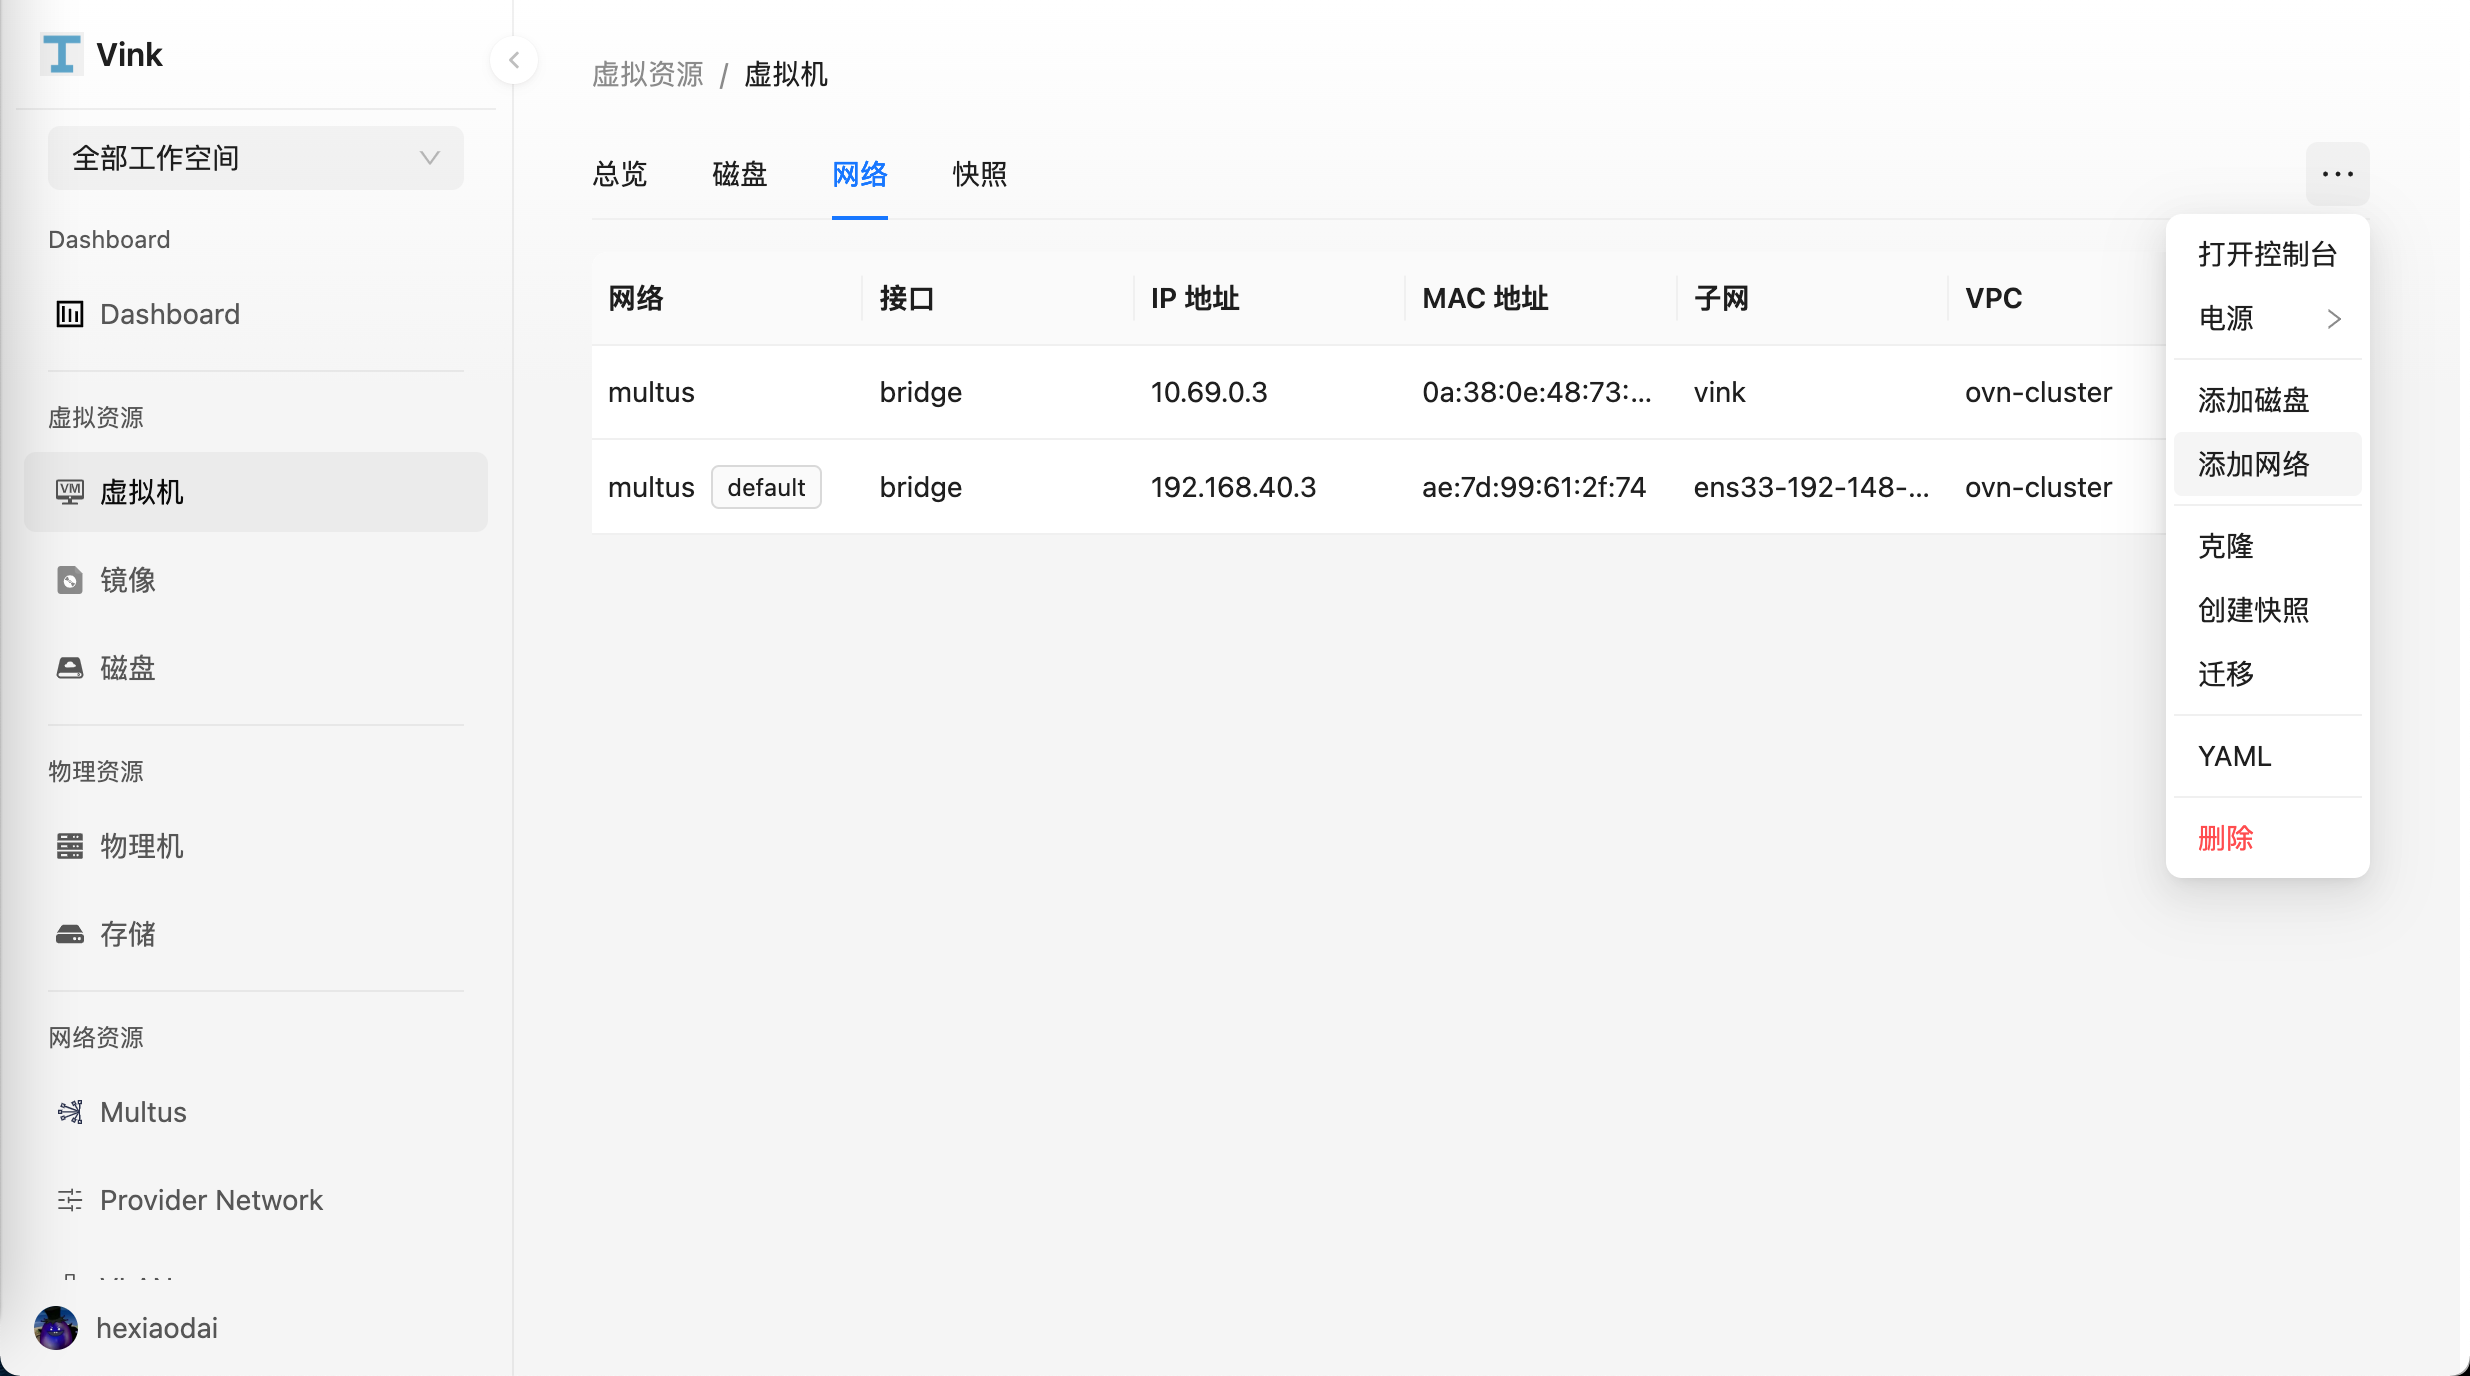 Vink
全部工作空间
Dashboard
Dashboard
虚拟资源
虚拟机
镜像
磁盘
物理资源
物理机
存储
网络资源
Multus
Provider Network
hexiaodai
虚拟资源 / 虚拟机
总览 磁盘 网络 快照
网络 接口 IP 地址 MAC 地址 子网 VPC
multus bridge 10.69.0.3 0a:38:0e:48:73:... vink ovn-cluster
multus default bridge 192.168.40.3 ae:7d:99:61:2f:74 ens33-192-148-... ovn-cluster
打开控制台
电源
添加磁盘
添加网络
克隆
创建快照
迁移
YAML
删除